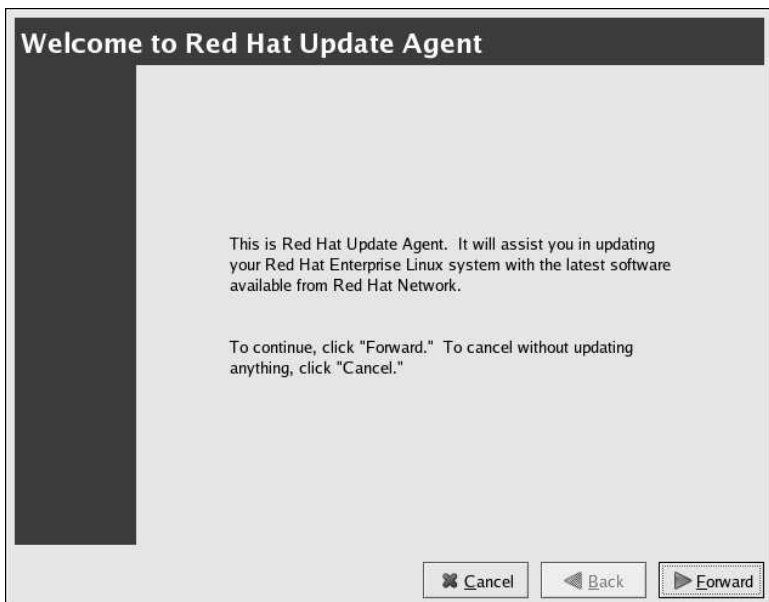 Welcome to Red Hat Update Agent
This is Red Hat Update Agent. It will assist you in updating
your Red Hat Enterprise Linux system with the latest software
available from Red Hat Network.
To continue, click "Forward." To cancel without updating
anything, click "Cancel."
Cancel
Back
Forward